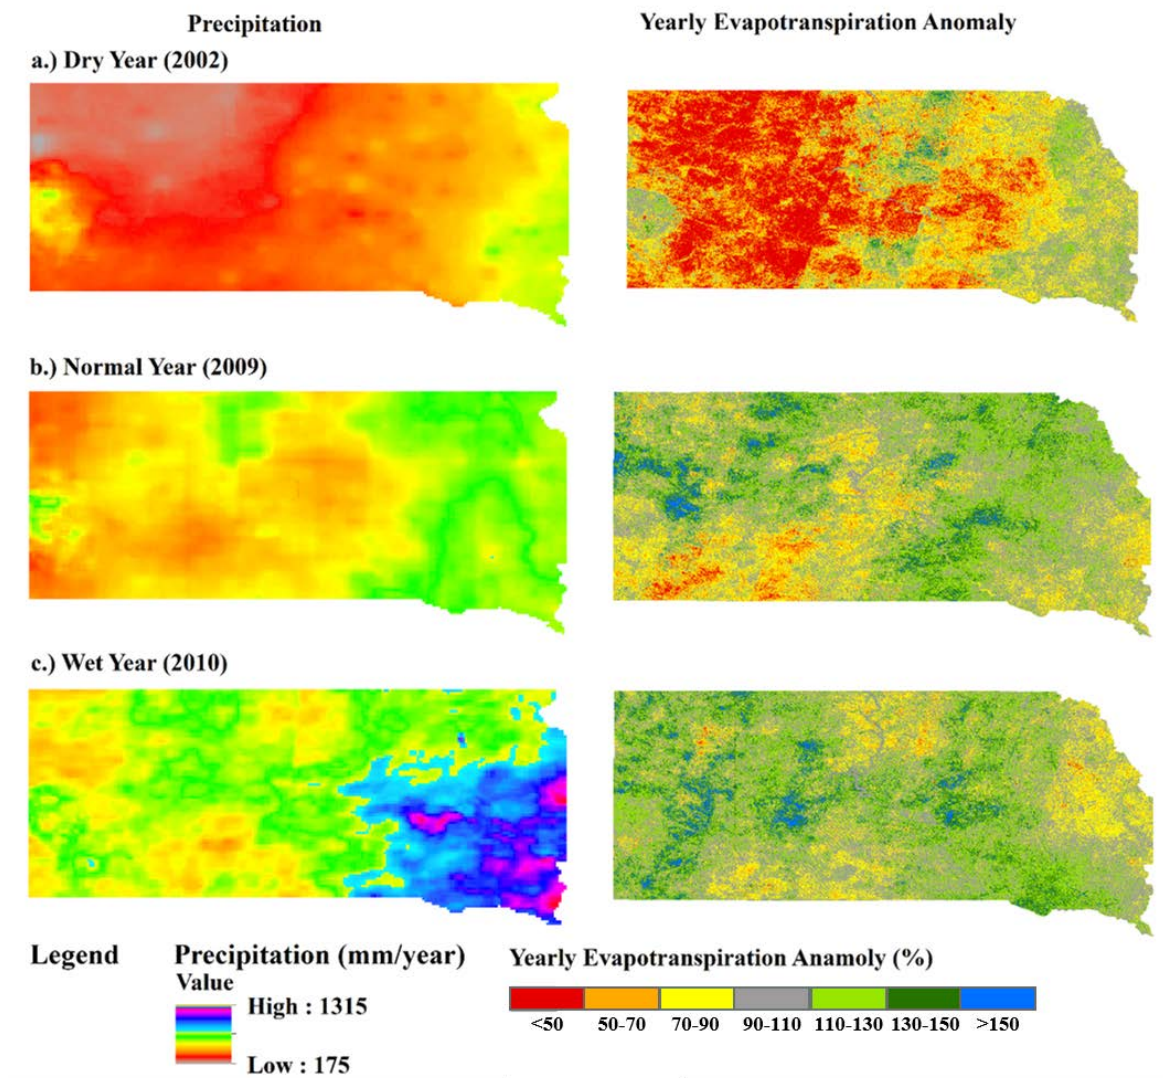 Precipitation
Yearly Evapotranspiration Anomaly
a.) Dry Year (2002)
b.) Normal Year (2009)
c.) Wet Year (2010)
Legend
Precipitation (mm/year)
Value
High : 1315
Low : 175
Yearly Evapotranspiration Anamoly (%)
<50 50-70 70-90 90-110 110-130 130-150 >150